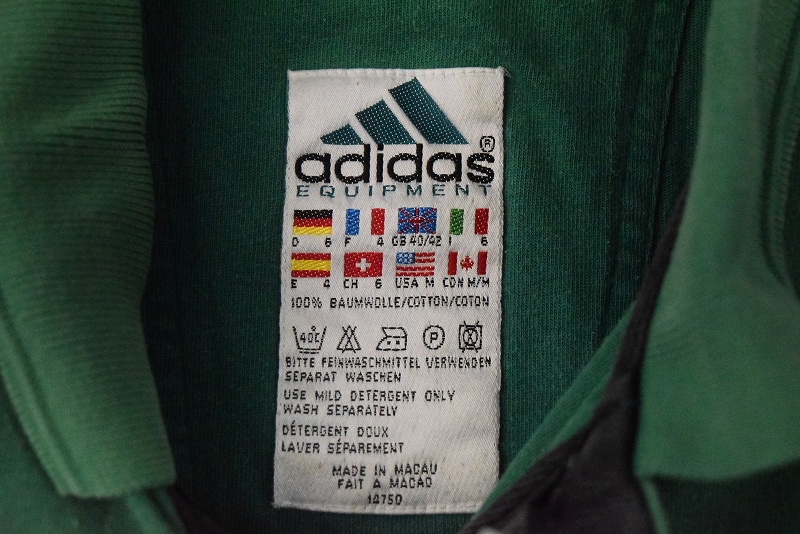 adidas®
EQUIPMENT
D 6 F 4 GB 40/42 I 6
E 4 CH 6 USA M CDN M/M
100% BAUMWOLLE/COTTON/COTON
40C P
BITTE FEINWASCHMITTEL VERWENDEN
SEPARAT WASCHEN
USE MILD DETERGENT ONLY
WASH SEPARATELY
DÉTERGENT DOUX
LAVER SÉPAREMENT
MADE IN MACAU
FAIT A MACAO
14750